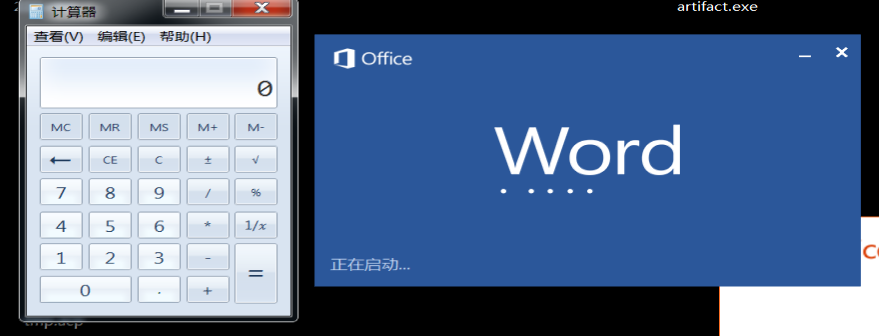 artifact.exe
计算器
查看(V) 编辑(E) 帮助(H)
0
MC MR MS M+ M-
← CE C ± √
7 8 9 / %
4 5 6 * 1/x
1 2 3 - =
0 . +
Office
Word
正在启动...